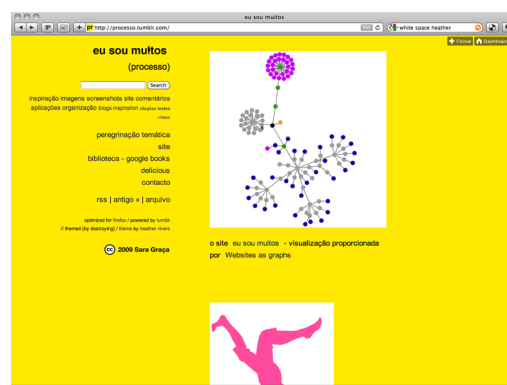 eu sou muitos
http://processo.tumblr.com/
white space heather
Follow
Dashboard
eu sou muitos
(processo)
Search
inspiração imagens screenshots site comentários
aplicações organização blogs inspiration citações textos
vídeos
peregrinação temática
site
biblioteca - google books
delicious
contacto
rss | antigo » | arquivo
optimized for firefox / powered by tumblr
// themed (by destroying) / theme by heather rivers
cc 2009 Sara Graça
o site eu sou muitos - visualização proporcionada
por Websites as graphs